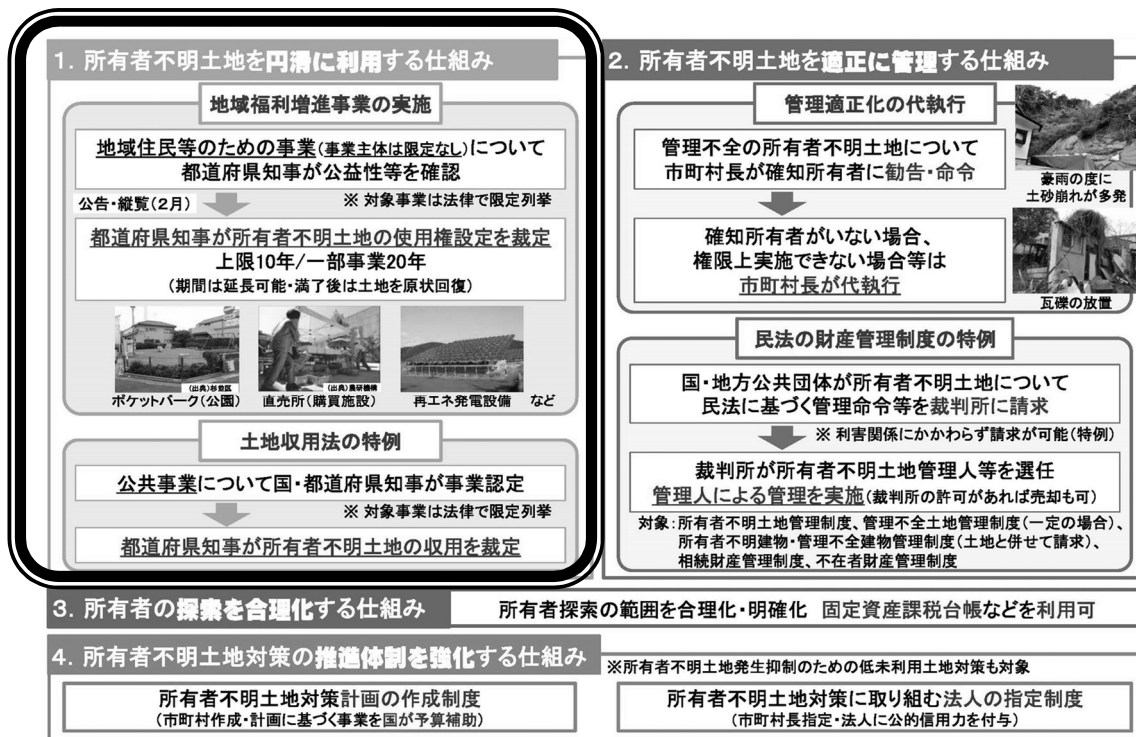 1. 所有者不明土地を円滑に利用する仕組み
地域福利増進事業の実施
地域住民等のための事業(事業主体は限定なし)について
都道府県知事が公益性等を確認
公告・縦覧(2月)
※ 対象事業は法律で限定列挙
都道府県知事が所有者不明土地の使用権設定を裁定
上限10年/一部事業20年
(期間は延長可能・満了後は土地を原状回復)
(出典)杉並区
(出典)農研機構
ポケットパーク(公園)
直売所(購買施設)
再エネ発電設備 など
土地収用法の特例
公共事業について国・都道府県知事が事業認定
※ 対象事業は法律で限定列挙
都道府県知事が所有者不明土地の収用を裁定
2. 所有者不明土地を適正に管理する仕組み
管理適正化の代執行
管理不全の所有者不明土地について
市町村長が確知所有者に勧告・命令
確知所有者がいない場合、
権限上実施できない場合等は
市町村長が代執行
豪雨の度に
土砂崩れが多発
瓦礫の放置
民法の財産管理制度の特例
国・地方公共団体が所有者不明土地について
民法に基づく管理命令等を裁判所に請求
※ 利害関係にかかわらず請求が可能(特例)
裁判所が所有者不明土地管理人等を選任
管理人による管理を実施(裁判所の許可があれば売却も可)
対象:所有者不明土地管理制度、管理不全土地管理制度(一定の場合)、
所有者不明建物・管理不全建物管理制度(土地と併せて請求)、
相続財産管理制度、不在者財産管理制度
3. 所有者の探索を合理化する仕組み
所有者探索の範囲を合理化・明確化 固定資産課税台帳などを利用可
4. 所有者不明土地対策の推進体制を強化する仕組み
※所有者不明土地発生抑制のための低未利用土地対策も対象
所有者不明土地対策計画の作成制度
(市町村作成・計画に基づく事業を国が予算補助)
所有者不明土地対策に取り組む法人の指定制度
(市町村長指定・法人に公的信用力を付与)